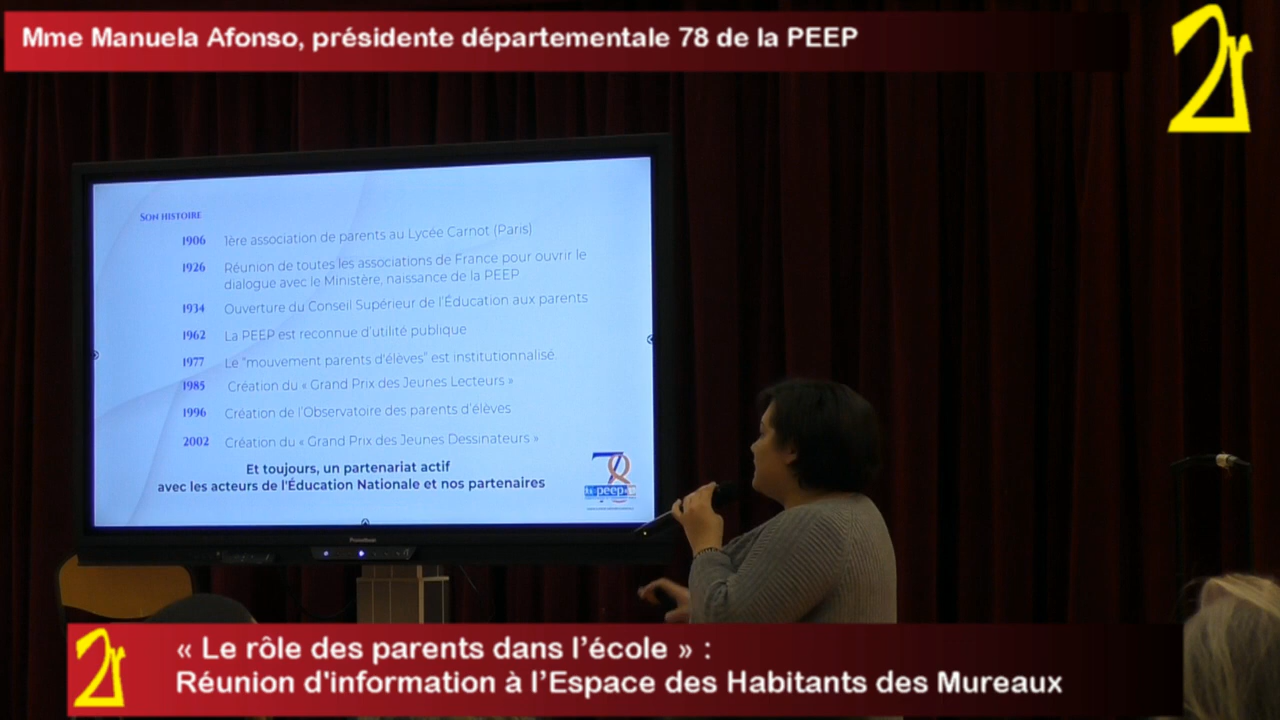 Mme Manuela Afonso, présidente départementale 78 de la PEEP
2r
SON HISTOIRE
1906 1ère association de parents au Lycée Carnot (Paris)
1926 Réunion de toutes les associations de France pour ouvrir le
dialogue avec le Ministère, naissance de la PEEP
1934 Ouverture du Conseil Supérieur de l'Éducation aux parents
1962 La PEEP est reconnue d'utilité publique
1977 Le "mouvement parents d'élèves" est institutionnalisé.
1985 Création du « Grand Prix des Jeunes Lecteurs »
1996 Création de l'Observatoire des parents d'élèves
2002 Création du « Grand Prix des Jeunes Dessinateurs »
Et toujours, un partenariat actif
avec les acteurs de l'Éducation Nationale et nos partenaires
78
peep
Promethean
2r
« Le rôle des parents dans l’école » :
Réunion d'information à l’Espace des Habitants des Mureaux